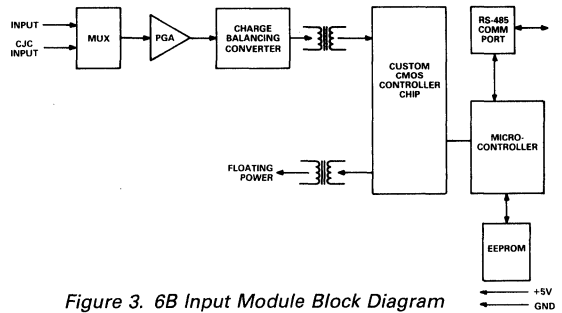 INPUT
CJC
INPUT
MUX
PGA
CHARGE
BALANCING
CONVERTER
CUSTOM
CMOS
CONTROLLER
CHIP
RS-485
COMM
PORT
MICRO-
CONTROLLER
FLOATING
POWER
EEPROM
+5V
GND
Figure 3. 6B Input Module Block Diagram